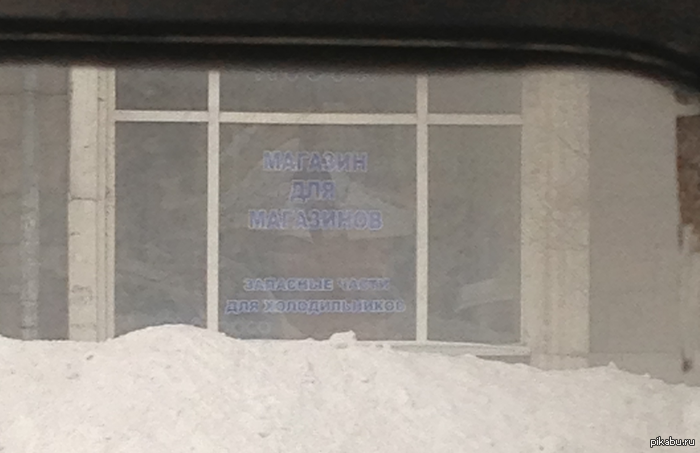 МАГАЗИН
ДЛЯ
МАГАЗИНОВ
ЗАПАСНЫЕ ЧАСТИ
ДЛЯ ХОЛОДИЛЬНИКОВ
pikabu.ru